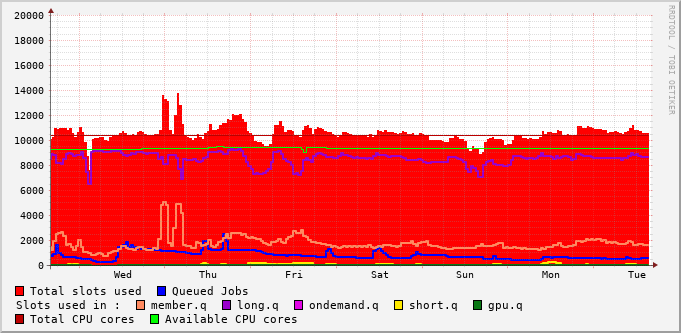 20000
18000
16000
14000
12000
10000
8000
6000
4000
2000
0
Wed Thu Fri Sat Sun Mon Tue
RRDTOOL / TOBI OETIKER
Total slots used Queued Jobs
Slots used in : member.q long.q ondemand.q short.q gpu.q
Total CPU cores Available CPU cores